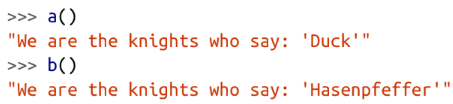 >>> a()
"We are the knights who say: 'Duck'"
>>> b()
"We are the knights who say: 'Hasenpfeffer'"